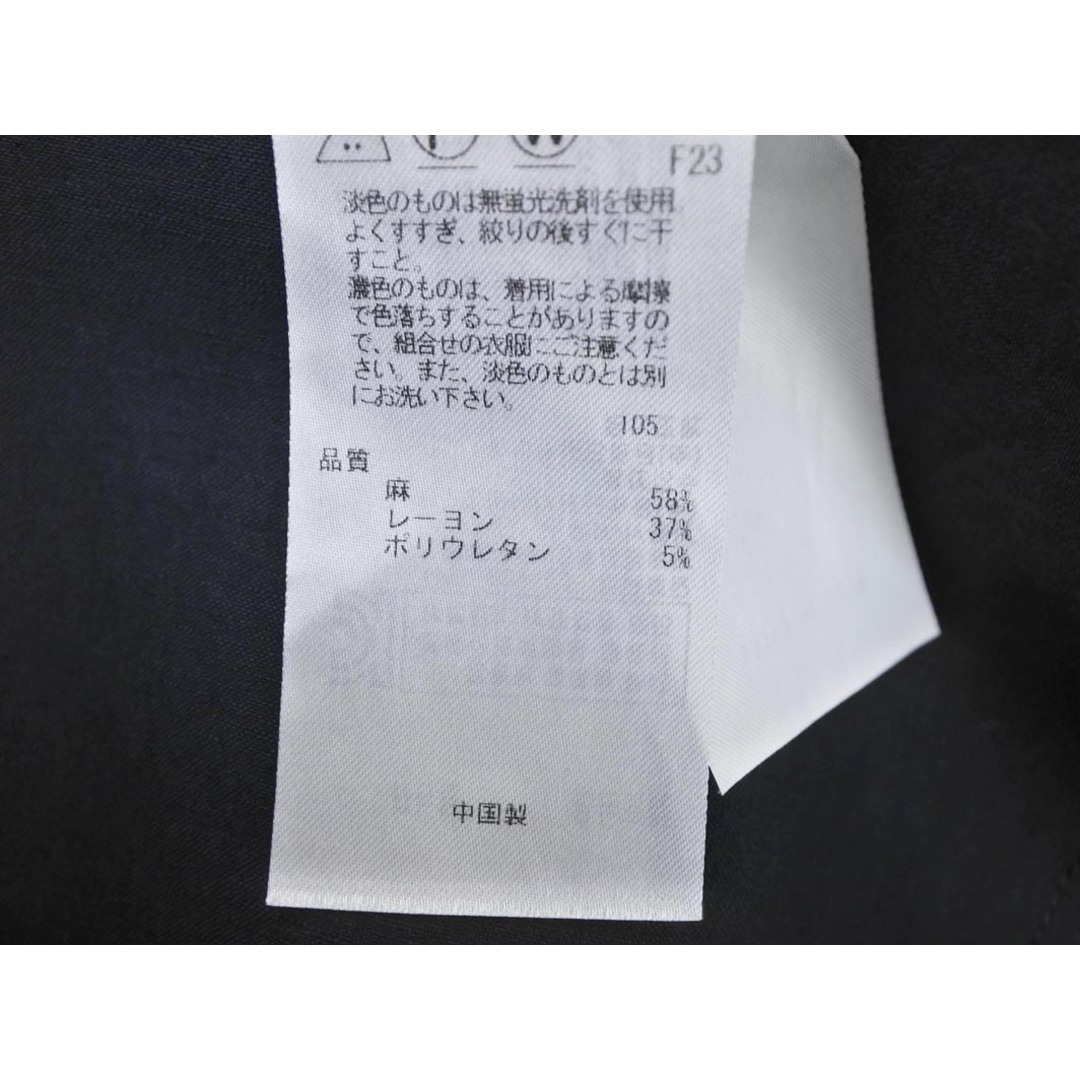 F23
淡色のものは無蛍光洗剤を使用。
よくすすぎ、絞りの後すぐに干
すこと。
濃色のものは、着用による摩擦
で色落ちすることがありますの
で、組合せの衣服にご注意くだ
さい。また、淡色のものとは別
にお洗い下さい。
105
品質
麻 58%
レーヨン 37%
ポリウレタン 5%
中国製